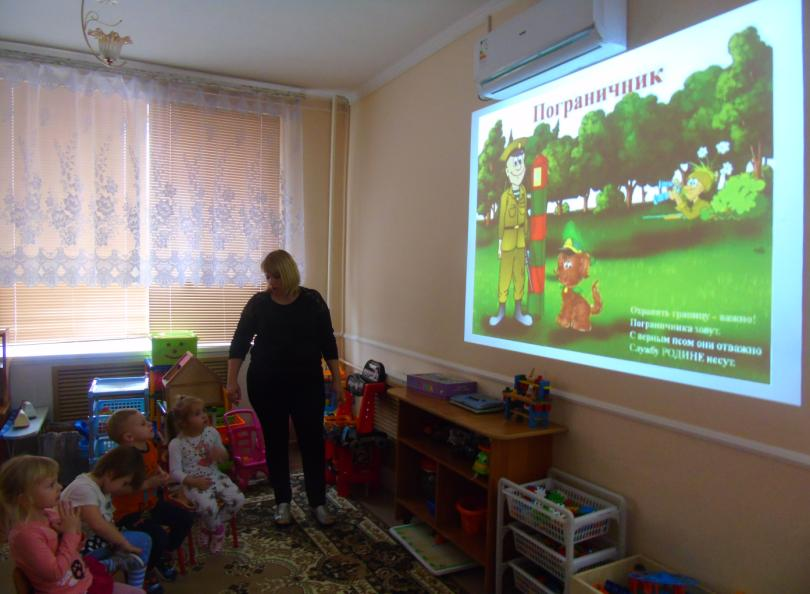 Пограничник
Охранять границу - важно!
Пограничника зовут.
С верным псом они отважно
Службу РОДИНЕ несут.